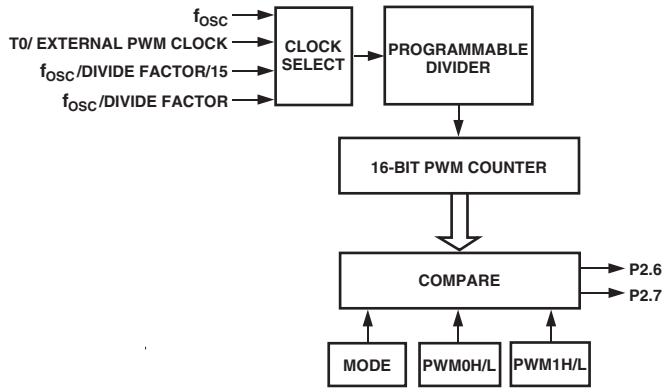 fOSC
T0/ EXTERNAL PWM CLOCK
fOSC/DIVIDE FACTOR/15
fOSC/DIVIDE FACTOR
CLOCK
SELECT
PROGRAMMABLE
DIVIDER
16-BIT PWM COUNTER
COMPARE
P2.6
P2.7
MODE
PWM0H/L
PWM1H/L